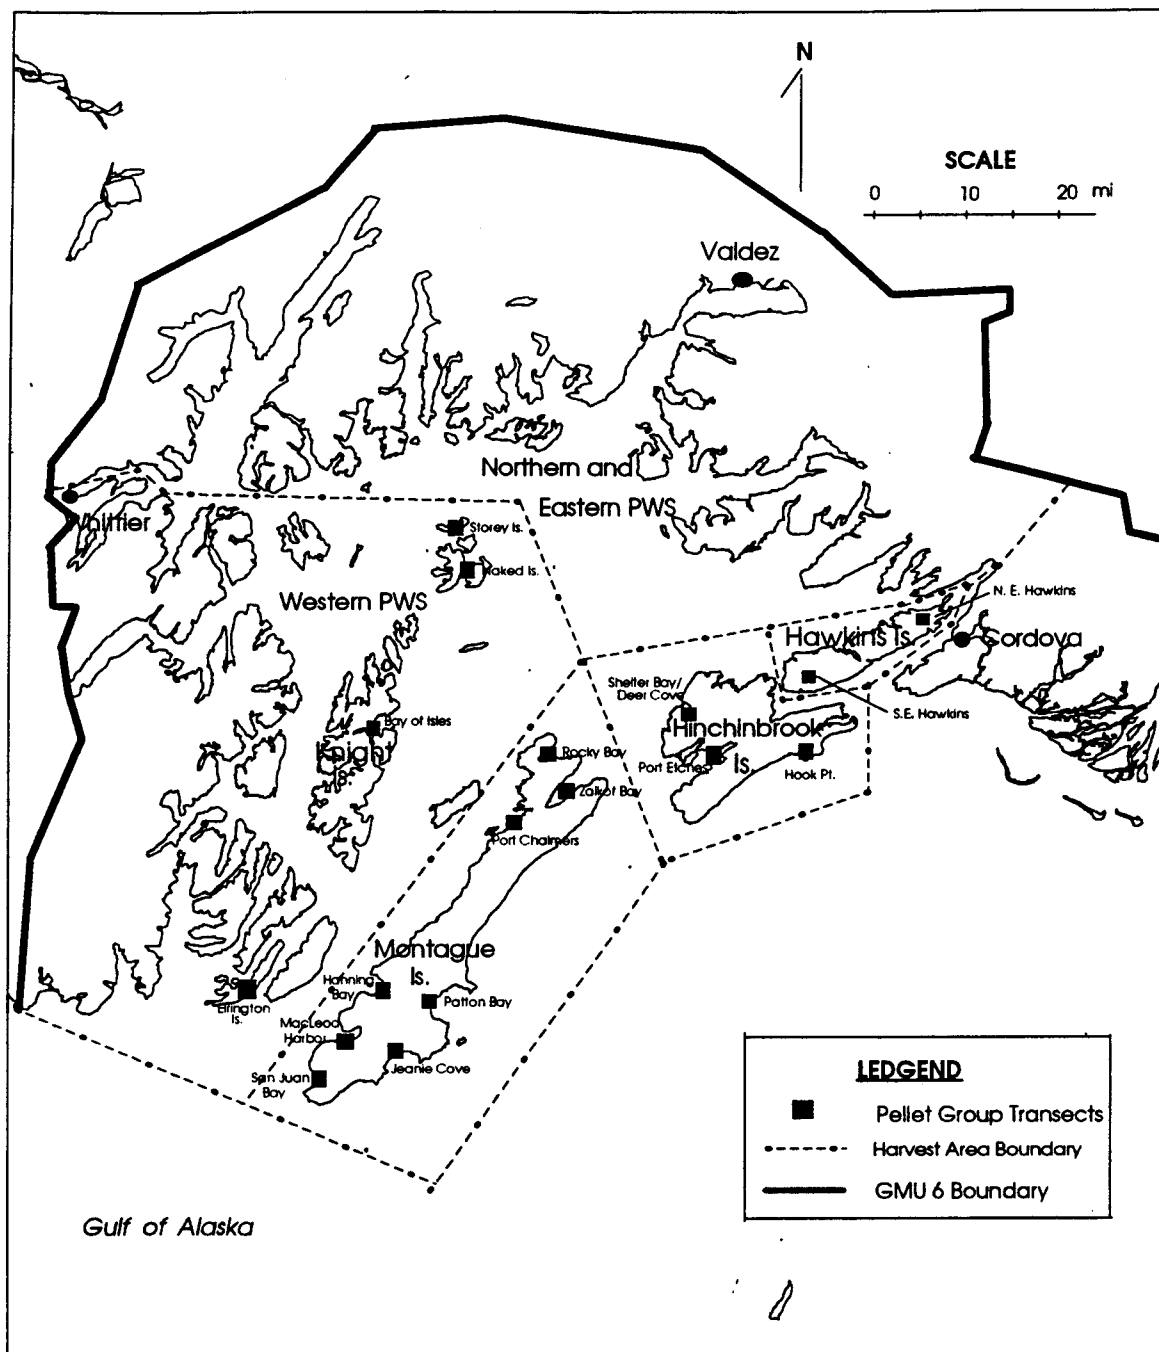 N
SCALE
0 10 20 mi
Valdez
Northern and
Eastern PWS
Whittier
Storey Is.
Naked Is.
Western PWS
N. E. Hawkins
Hawkins Is.
Cordova
Shelter Bay/
Deer Cove
S.E. Hawkins
Bay of Isles
Knight
Is.
Hinchinbrook
Is.
Rocky Bay
Port Etches
Hook Pt.
Zaikof Bay
Port Chalmers
Montague
Is.
Hanning
Bay
Patton Bay
Elrington
Is.
MacLeod
Harbor
Jeanie Cove
San Juan
Bay
LEDGEND
Pellet Group Transects
Harvest Area Boundary
GMU 6 Boundary
Gulf of Alaska